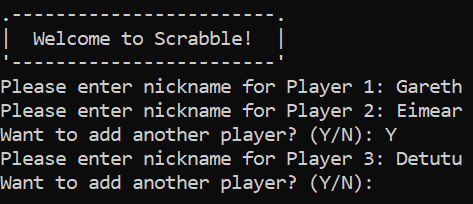 .------------------------.
|  Welcome to Scrabble!  |
'------------------------'
Please enter nickname for Player 1: Gareth
Please enter nickname for Player 2: Eimear
Want to add another player? (Y/N): Y
Please enter nickname for Player 3: Detutu
Want to add another player? (Y/N):